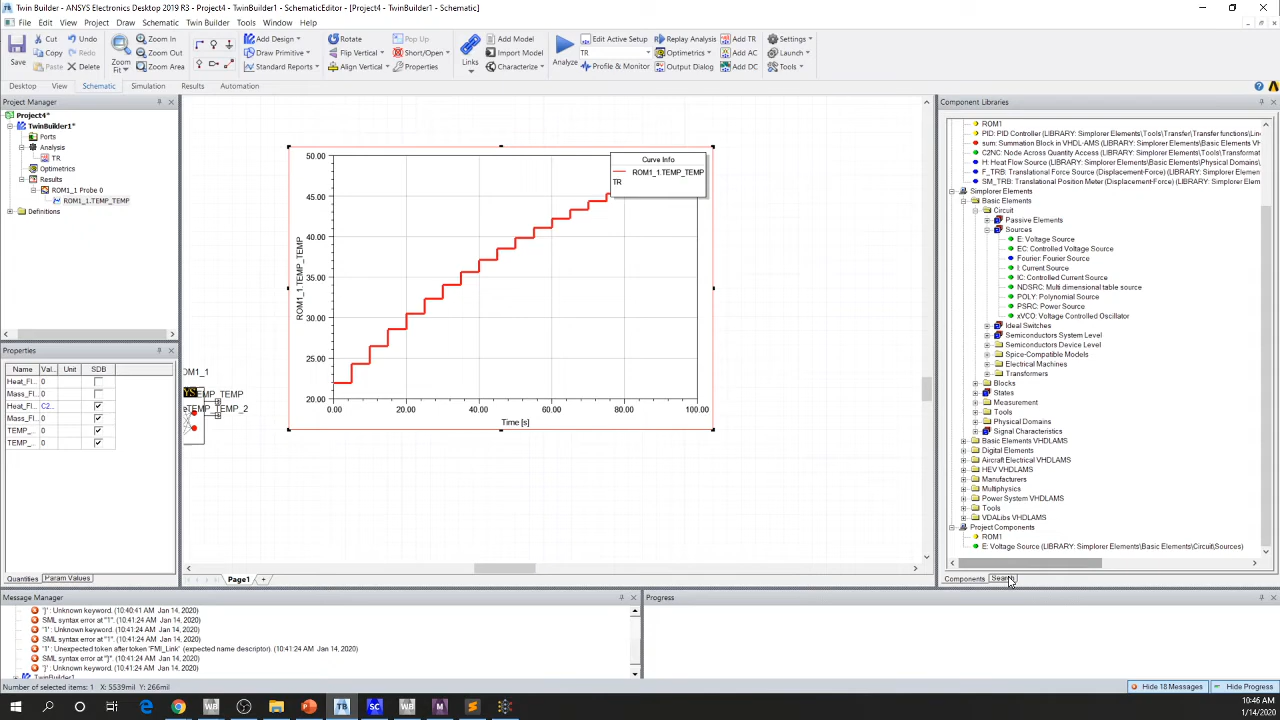 Twin Builder - ANSYS Electronics Desktop 2019 R3 - Project4 - TwinBuilder1 - SchematicEditor - [Project4 - TwinBuilder1 - Schematic]
File Edit View Project Draw Schematic Twin Builder Tools Window Help
Save Cut Copy Paste Undo Redo Delete
Zoom Fit Zoom In Zoom Out Zoom Area
Add Design Draw Primitive Standard Reports
Rotate Flip Vertical Align Vertical
Pop Up Short/Open Properties
Links Add Model Import Model Characterize
Analyze Edit Active Setup TR Profile & Monitor
Replay Analysis Optimetrics Output Dialog
Add TR Add AC Add DC
Settings Launch Tools
Desktop View Schematic Simulation Results Automation
Project Manager
Project4*
TwinBuilder1*
Ports
Analysis
TR
Optimetrics
Results
ROM1_1 Probe 0
ROM1_1.TEMP_TEMP
Definitions
Properties
Name Val... Unit SDB
Heat_Fl... 0
Mass_Fl... 0
Heat_Fl... C2...
Mass_Fl... 0
TEMP_... 0
TEMP_... 0
Quantities Param Values
OM1_1
YS TEMP_TEMP
TEMP_TEMP_2
50.00
45.00
40.00
35.00
30.00
25.00
20.00
ROM1_1.TEMP_TEMP
0.00 20.00 40.00 60.00 80.00 100.00
Time [s]
Curve Info
ROM1_1.TEMP_TEMP
TR
Page1 +
Component Libraries
ROM1
PID: PID Controller (LIBRARY: Simplorer Elements\Tools\Transfer\Transfer functions\Line
sum: Summation Block in VHDL-AMS (LIBRARY: Simplorer Elements\Basic Elements
C2NC: Node Across Quantity Access (LIBRARY: Simplorer Elements\Tools\Transformat
H: Heat Flow Source (LIBRARY: Simplorer Elements\Basic Elements\Physical Domains\
F_TRB: Translational Force Source (Displacement-Force) (LIBRARY: Simplorer Elements\
SM_TRB: Translational Position Meter (Displacement-Force) (LIBRARY: Simplorer Elem
Simplorer Elements
Basic Elements
Circuit
Passive Elements
Sources
E: Voltage Source
EC: Controlled Voltage Source
Fourier: Fourier Source
I: Current Source
IC: Controlled Current Source
NDSRC: Multi dimensional table source
POLY: Polynomial Source
PSRC: Power Source
xVCO: Voltage Controlled Oscillator
Ideal Switches
Semiconductors System Level
Semiconductors Device Level
Spice-Compatible Models
Electrical Machines
Transformers
Blocks
States
Measurement
Tools
Physical Domains
Signal Characteristics
Basic Elements VHDLAMS
Digital Elements
Aircraft Electrical VHDLAMS
HEV VHDLAMS
Manufacturers
Multiphysics
Power System VHDLAMS
Tools
VDALibs VHDLAMS
Project Components
ROM1
E: Voltage Source (LIBRARY: Simplorer Elements\Basic Elements\Circuit\Sources)
Components Search
Message Manager
']' : Unknown keyword. (10:40:41 AM Jan 14, 2020)
SML syntax error at "1". (10:41:24 AM Jan 14, 2020)
'1' : Unknown keyword. (10:41:24 AM Jan 14, 2020)
SML syntax error at "1". (10:41:24 AM Jan 14, 2020)
'1' : Unexpected token after token 'FMI_Link' (expected name descriptor). (10:41:24 AM Jan 14, 2020)
SML syntax error at "]". (10:41:24 AM Jan 14, 2020)
']' : Unknown keyword. (10:41:24 AM Jan 14, 2020)
TwinBuilder1
Progress
Number of selected items: 1 X: 5539mil Y: 266mil
Hide 18 Messages Hide Progress
WB TB SC WB M
10:46 AM
1/14/2020